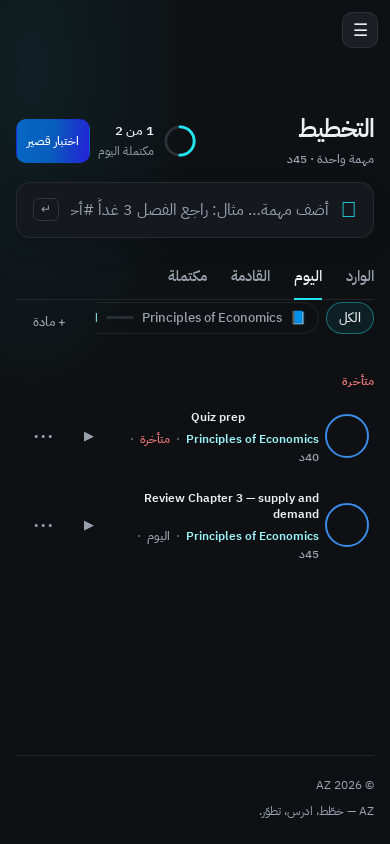 التخطيط
مهمة واحدة · 45د
1 من 2
مكتملة اليوم
اختبار قصير
أضف مهمة... مثال: راجع الفصل 3 غداً #أح
الوارد
اليوم
القادمة
مكتملة
الكل
Principles of Economics
+ مادة
متأخرة
Quiz prep
Principles of Economics · متأخرة ·
40د
Review Chapter 3 — supply and
demand
Principles of Economics · اليوم ·
45د
© 2026 AZ
AZ — خطّط، ادرس، تطوّر.